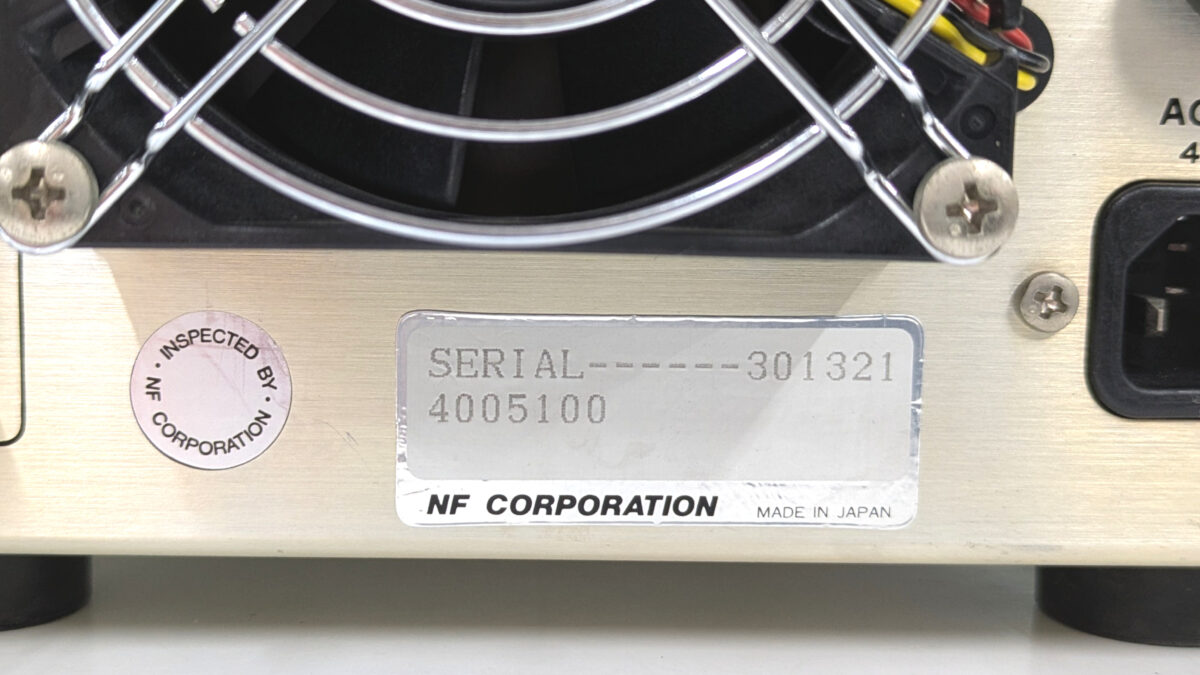 AC
4
· INSPECTED BY ·
NF CORPORATION
SERIAL------301321
4005100
NF CORPORATION
MADE IN JAPAN